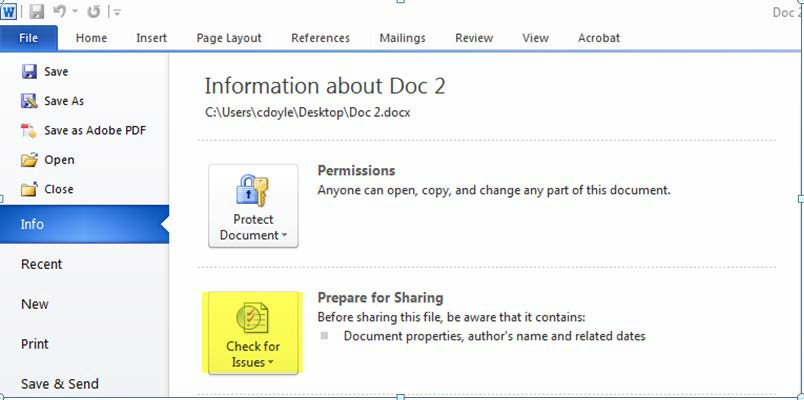 W
Doc 2
File Home Insert Page Layout References Mailings Review View Acrobat
Save
Save As
Save as Adobe PDF
Open
Close
Info
Recent
New
Print
Save & Send
Information about Doc 2
C:\Users\cdoyle\Desktop\Doc 2.docx
Protect
Document
Permissions
Anyone can open, copy, and change any part of this document.
Check for
Issues
Prepare for Sharing
Before sharing this file, be aware that it contains:
Document properties, author's name and related dates